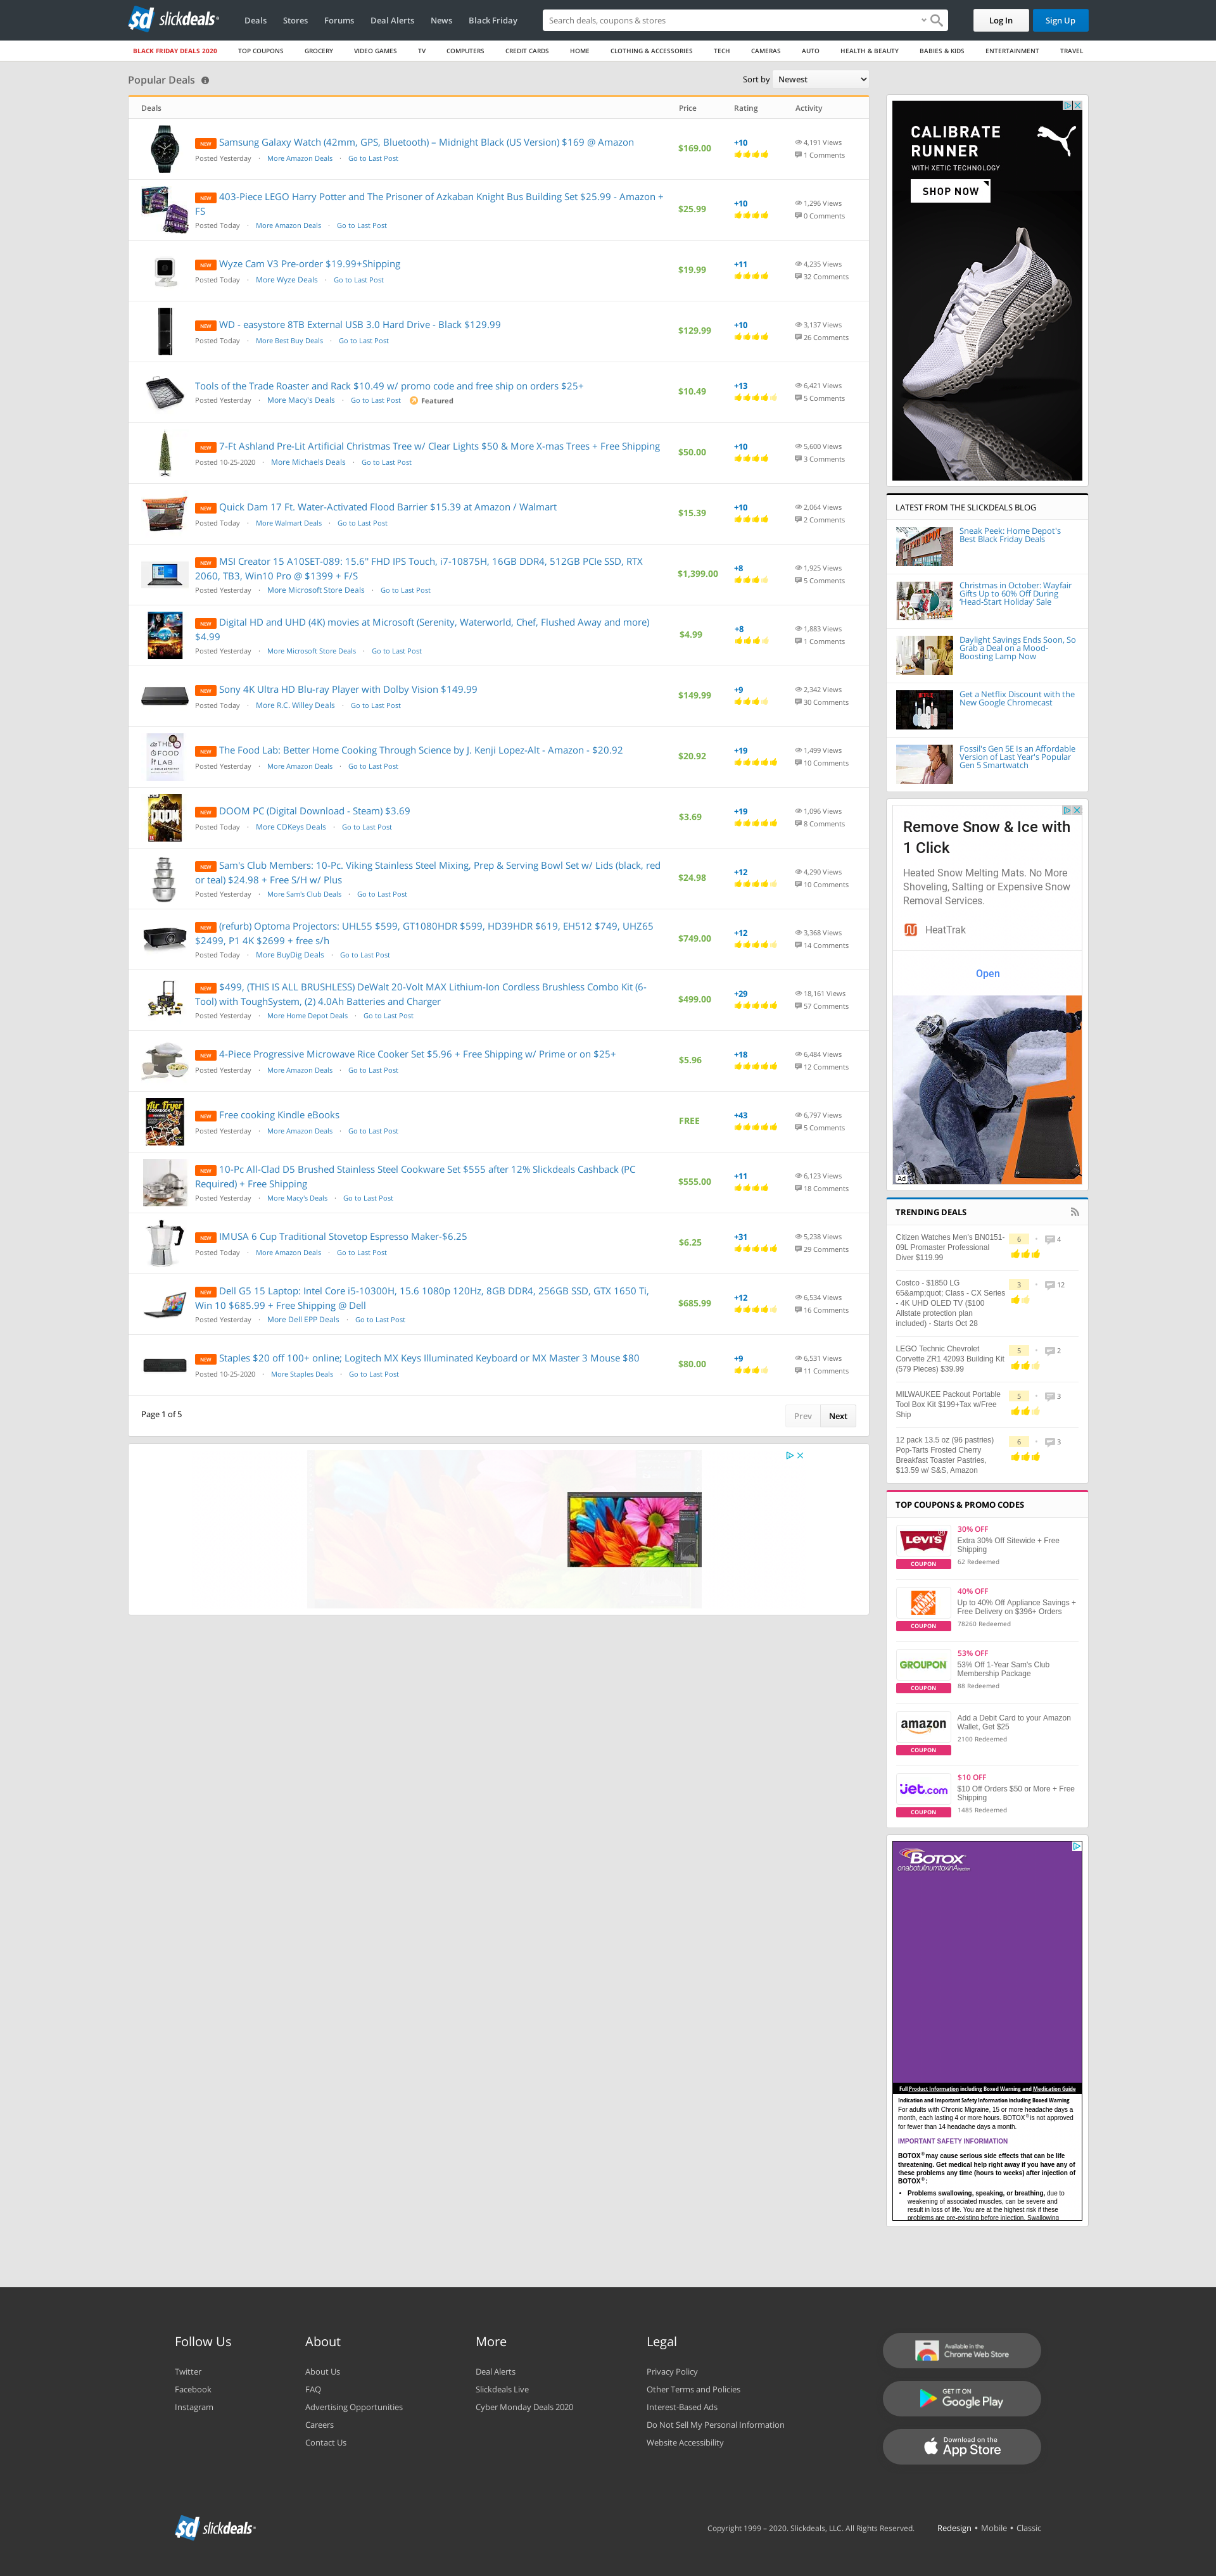 sd slickdeals
Deals Stores Forums Deal Alerts News Black Friday
Search deals, coupons & stores
Log In Sign Up
BLACK FRIDAY DEALS 2020 TOP COUPONS GROCERY VIDEO GAMES TV COMPUTERS CREDIT CARDS HOME CLOTHING & ACCESSORIES TECH CAMERAS AUTO HEALTH & BEAUTY BABIES & KIDS ENTERTAINMENT TRAVEL
Popular Deals
Sort by Newest
Deals Price Rating Activity
NEW Samsung Galaxy Watch (42mm, GPS, Bluetooth) – Midnight Black (US Version) $169 @ Amazon
Posted Yesterday · More Amazon Deals · Go to Last Post
$169.00 +10 4,191 Views
1 Comments
NEW 403-Piece LEGO Harry Potter and The Prisoner of Azkaban Knight Bus Building Set $25.99 - Amazon +
FS
Posted Today · More Amazon Deals · Go to Last Post
$25.99 +10 1,296 Views
0 Comments
NEW Wyze Cam V3 Pre-order $19.99+Shipping
Posted Today · More Wyze Deals · Go to Last Post
$19.99 +11 4,235 Views
32 Comments
NEW WD - easystore 8TB External USB 3.0 Hard Drive - Black $129.99
Posted Today · More Best Buy Deals · Go to Last Post
$129.99 +10 3,137 Views
26 Comments
Tools of the Trade Roaster and Rack $10.49 w/ promo code and free ship on orders $25+
Posted Yesterday · More Macy's Deals · Go to Last Post Featured
$10.49 +13 6,421 Views
5 Comments
NEW 7-Ft Ashland Pre-Lit Artificial Christmas Tree w/ Clear Lights $50 & More X-mas Trees + Free Shipping
Posted 10-25-2020 · More Michaels Deals · Go to Last Post
$50.00 +10 5,600 Views
3 Comments
NEW Quick Dam 17 Ft. Water-Activated Flood Barrier $15.39 at Amazon / Walmart
Posted Today · More Walmart Deals · Go to Last Post
$15.39 +10 2,064 Views
2 Comments
NEW MSI Creator 15 A10SET-089: 15.6" FHD IPS Touch, i7-10875H, 16GB DDR4, 512GB PCIe SSD, RTX
2060, TB3, Win10 Pro @ $1399 + F/S
Posted Yesterday · More Microsoft Store Deals · Go to Last Post
$1,399.00 +8 1,925 Views
5 Comments
NEW Digital HD and UHD (4K) movies at Microsoft (Serenity, Waterworld, Chef, Flushed Away and more)
$4.99
Posted Yesterday · More Microsoft Store Deals · Go to Last Post
$4.99 +8 1,883 Views
1 Comments
NEW Sony 4K Ultra HD Blu-ray Player with Dolby Vision $149.99
Posted Today · More R.C. Willey Deals · Go to Last Post
$149.99 +9 2,342 Views
30 Comments
THE FOOD LAB
NEW The Food Lab: Better Home Cooking Through Science by J. Kenji Lopez-Alt - Amazon - $20.92
Posted Yesterday · More Amazon Deals · Go to Last Post
$20.92 +19 1,499 Views
10 Comments
DOOM
NEW DOOM PC (Digital Download - Steam) $3.69
Posted Today · More CDKeys Deals · Go to Last Post
$3.69 +19 1,096 Views
8 Comments
NEW Sam's Club Members: 10-Pc. Viking Stainless Steel Mixing, Prep & Serving Bowl Set w/ Lids (black, red
or teal) $24.98 + Free S/H w/ Plus
Posted Yesterday · More Sam's Club Deals · Go to Last Post
$24.98 +12 4,290 Views
10 Comments
NEW (refurb) Optoma Projectors: UHL55 $599, GT1080HDR $599, HD39HDR $619, EH512 $749, UHZ65
$2499, P1 4K $2699 + free s/h
Posted Today · More BuyDig Deals · Go to Last Post
$749.00 +12 3,368 Views
14 Comments
NEW $499, (THIS IS ALL BRUSHLESS) DeWalt 20-Volt MAX Lithium-Ion Cordless Brushless Combo Kit (6-
Tool) with ToughSystem, (2) 4.0Ah Batteries and Charger
Posted Yesterday · More Home Depot Deals · Go to Last Post
$499.00 +29 18,161 Views
57 Comments
NEW 4-Piece Progressive Microwave Rice Cooker Set $5.96 + Free Shipping w/ Prime or on $25+
Posted Yesterday · More Amazon Deals · Go to Last Post
$5.96 +18 6,484 Views
12 Comments
Air Fryer
NEW Free cooking Kindle eBooks
Posted Yesterday · More Amazon Deals · Go to Last Post
FREE +43 6,797 Views
5 Comments
NEW 10-Pc All-Clad D5 Brushed Stainless Steel Cookware Set $555 after 12% Slickdeals Cashback (PC
Required) + Free Shipping
Posted Yesterday · More Macy's Deals · Go to Last Post
$555.00 +11 6,123 Views
18 Comments
NEW IMUSA 6 Cup Traditional Stovetop Espresso Maker-$6.25
Posted Today · More Amazon Deals · Go to Last Post
$6.25 +31 5,238 Views
29 Comments
NEW Dell G5 15 Laptop: Intel Core i5-10300H, 15.6 1080p 120Hz, 8GB DDR4, 256GB SSD, GTX 1650 Ti,
Win 10 $685.99 + Free Shipping @ Dell
Posted Yesterday · More Dell EPP Deals · Go to Last Post
$685.99 +12 6,534 Views
16 Comments
NEW Staples $20 off 100+ online; Logitech MX Keys Illuminated Keyboard or MX Master 3 Mouse $80
Posted 10-25-2020 · More Staples Deals · Go to Last Post
$80.00 +9 6,531 Views
11 Comments
Page 1 of 5 Prev Next
CALIBRATE
RUNNER
WITH XETIC TECHNOLOGY
SHOP NOW
LATEST FROM THE SLICKDEALS BLOG
Sneak Peek: Home Depot's
Best Black Friday Deals
Christmas in October: Wayfair
Gifts Up to 60% Off During
'Head-Start Holiday' Sale
Daylight Savings Ends Soon, So
Grab a Deal on a Mood-
Boosting Lamp Now
Get a Netflix Discount with the
New Google Chromecast
Fossil's Gen 5E Is an Affordable
Version of Last Year's Popular
Gen 5 Smartwatch
Remove Snow & Ice with
1 Click
Heated Snow Melting Mats. No More
Shoveling, Salting or Expensive Snow
Removal Services.
HeatTrak
Open
Ad
TRENDING DEALS
Citizen Watches Men's BN0151-
09L Promaster Professional
Diver $119.99
6 4
Costco - $1850 LG
65&amp;quot; Class - CX Series
- 4K UHD OLED TV ($100
Allstate protection plan
included) - Starts Oct 28
3 12
LEGO Technic Chevrolet
Corvette ZR1 42093 Building Kit
(579 Pieces) $39.99
5 2
MILWAUKEE Packout Portable
Tool Box Kit $199+Tax w/Free
Ship
5 3
12 pack 13.5 oz (96 pastries)
Pop-Tarts Frosted Cherry
Breakfast Toaster Pastries,
$13.59 w/ S&S, Amazon
6 3
TOP COUPONS & PROMO CODES
LEVI'S
COUPON
30% OFF
Extra 30% Off Sitewide + Free
Shipping
62 Redeemed
COUPON
40% OFF
Up to 40% Off Appliance Savings +
Free Delivery on $396+ Orders
78260 Redeemed
GROUPON
COUPON
53% OFF
53% Off 1-Year Sam's Club
Membership Package
88 Redeemed
amazon
COUPON
Add a Debit Card to your Amazon
Wallet, Get $25
2100 Redeemed
jet.com
COUPON
$10 OFF
$10 Off Orders $50 or More + Free
Shipping
1485 Redeemed
BOTOX
onabotulinumtoxinA
Full Product Information including Boxed Warning and Medication Guide
Indication and Important Safety Information including Boxed Warning
For adults with Chronic Migraine, 15 or more headache days a
month, each lasting 4 or more hours. BOTOX® is not approved
for fewer than 14 headache days a month.
IMPORTANT SAFETY INFORMATION
BOTOX® may cause serious side effects that can be life
threatening. Get medical help right away if you have any of
these problems any time (hours to weeks) after injection of
BOTOX®:
• Problems swallowing, speaking, or breathing, due to
weakening of associated muscles, can be severe and
result in loss of life. You are at the highest risk if these
problems are pre-existing before injection. Swallowing
Follow Us
Twitter
Facebook
Instagram
About
About Us
FAQ
Advertising Opportunities
Careers
Contact Us
More
Deal Alerts
Slickdeals Live
Cyber Monday Deals 2020
Legal
Privacy Policy
Other Terms and Policies
Interest-Based Ads
Do Not Sell My Personal Information
Website Accessibility
Available in the
Chrome Web Store
GET IT ON
Google Play
Download on the
App Store
sd slickdeals
Copyright 1999 – 2020. Slickdeals, LLC. All Rights Reserved. Redesign • Mobile • Classic